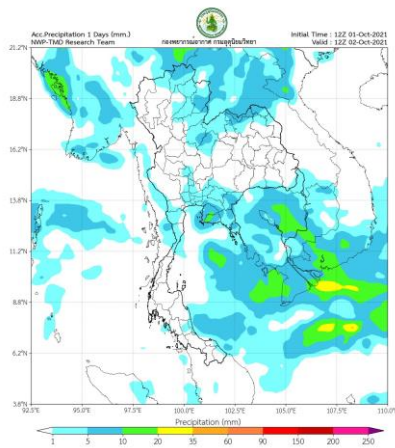 Acc.Precipitation 1 Days (mm.)
NWP-TMD Research Team
กองพยากรณ์อากาศ กรมอุตุนิยมวิทยา
Initial Time : 12Z 01-Oct-2021
Valid : 12Z 02-Oct-2021
21.2°N
18.8°N
16.2°N
13.8°N
11.2°N
8.8°N
6.2°N
3.8°N
92.5°E 95.0°E 97.5°E 100.0°E 102.5°E 105.0°E 107.5°E 110.0°E
Precipitation (mm)
1 5 10 20 35 60 90 150 200 250